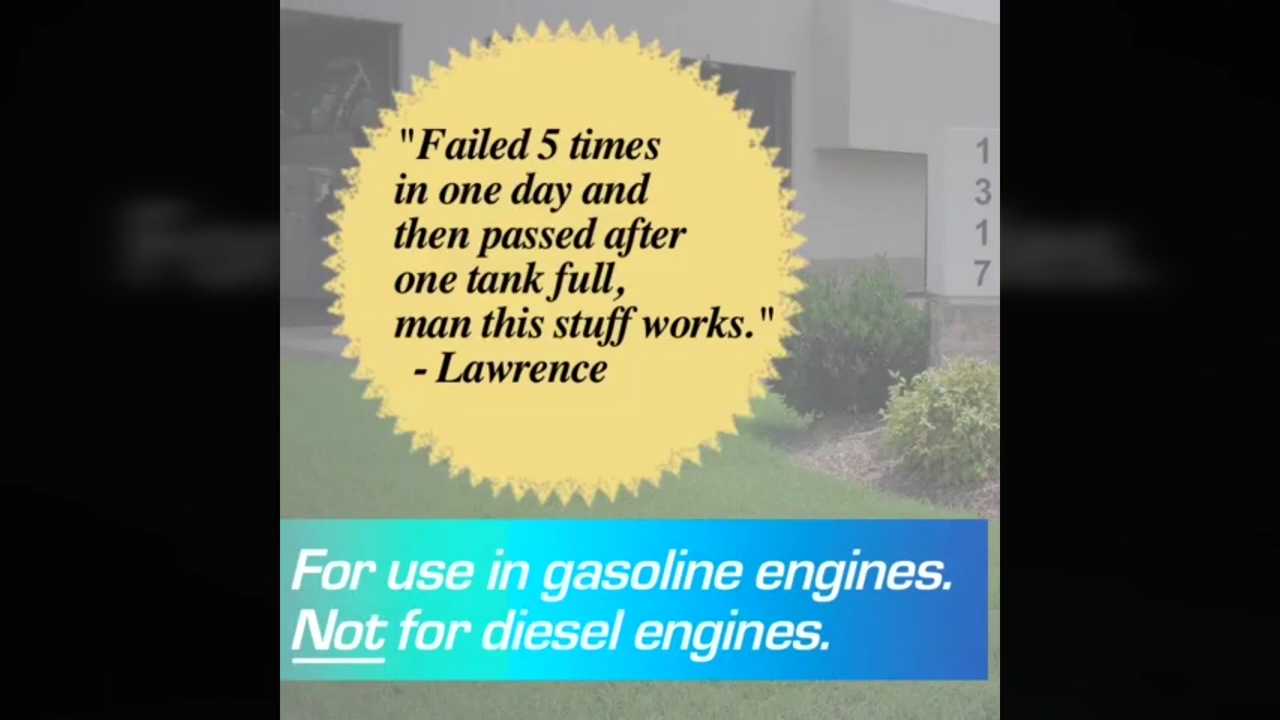 "Failed 5 times
in one day and
then passed after
one tank full,
man this stuff works."
- Lawrence
1
3
1
7
For use in gasoline engines.
Not for diesel engines.